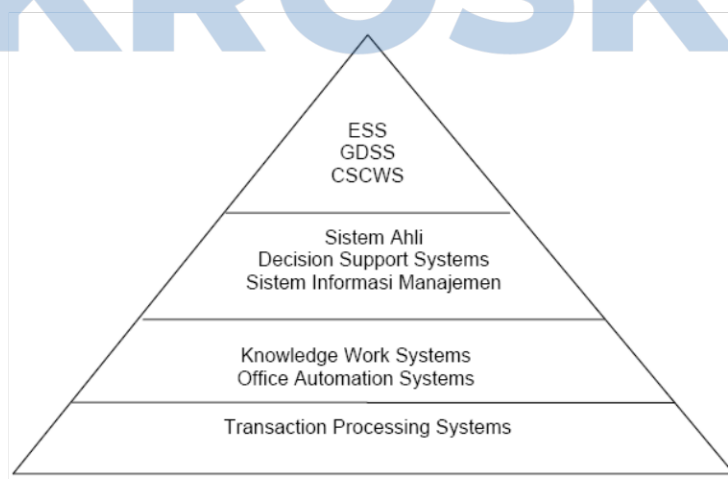 KROSK
ESS
GDSS
CSCWS
Sistem Ahli
Decision Support Systems
Sistem Informasi Manajemen
Knowledge Work Systems
Office Automation Systems
Transaction Processing Systems